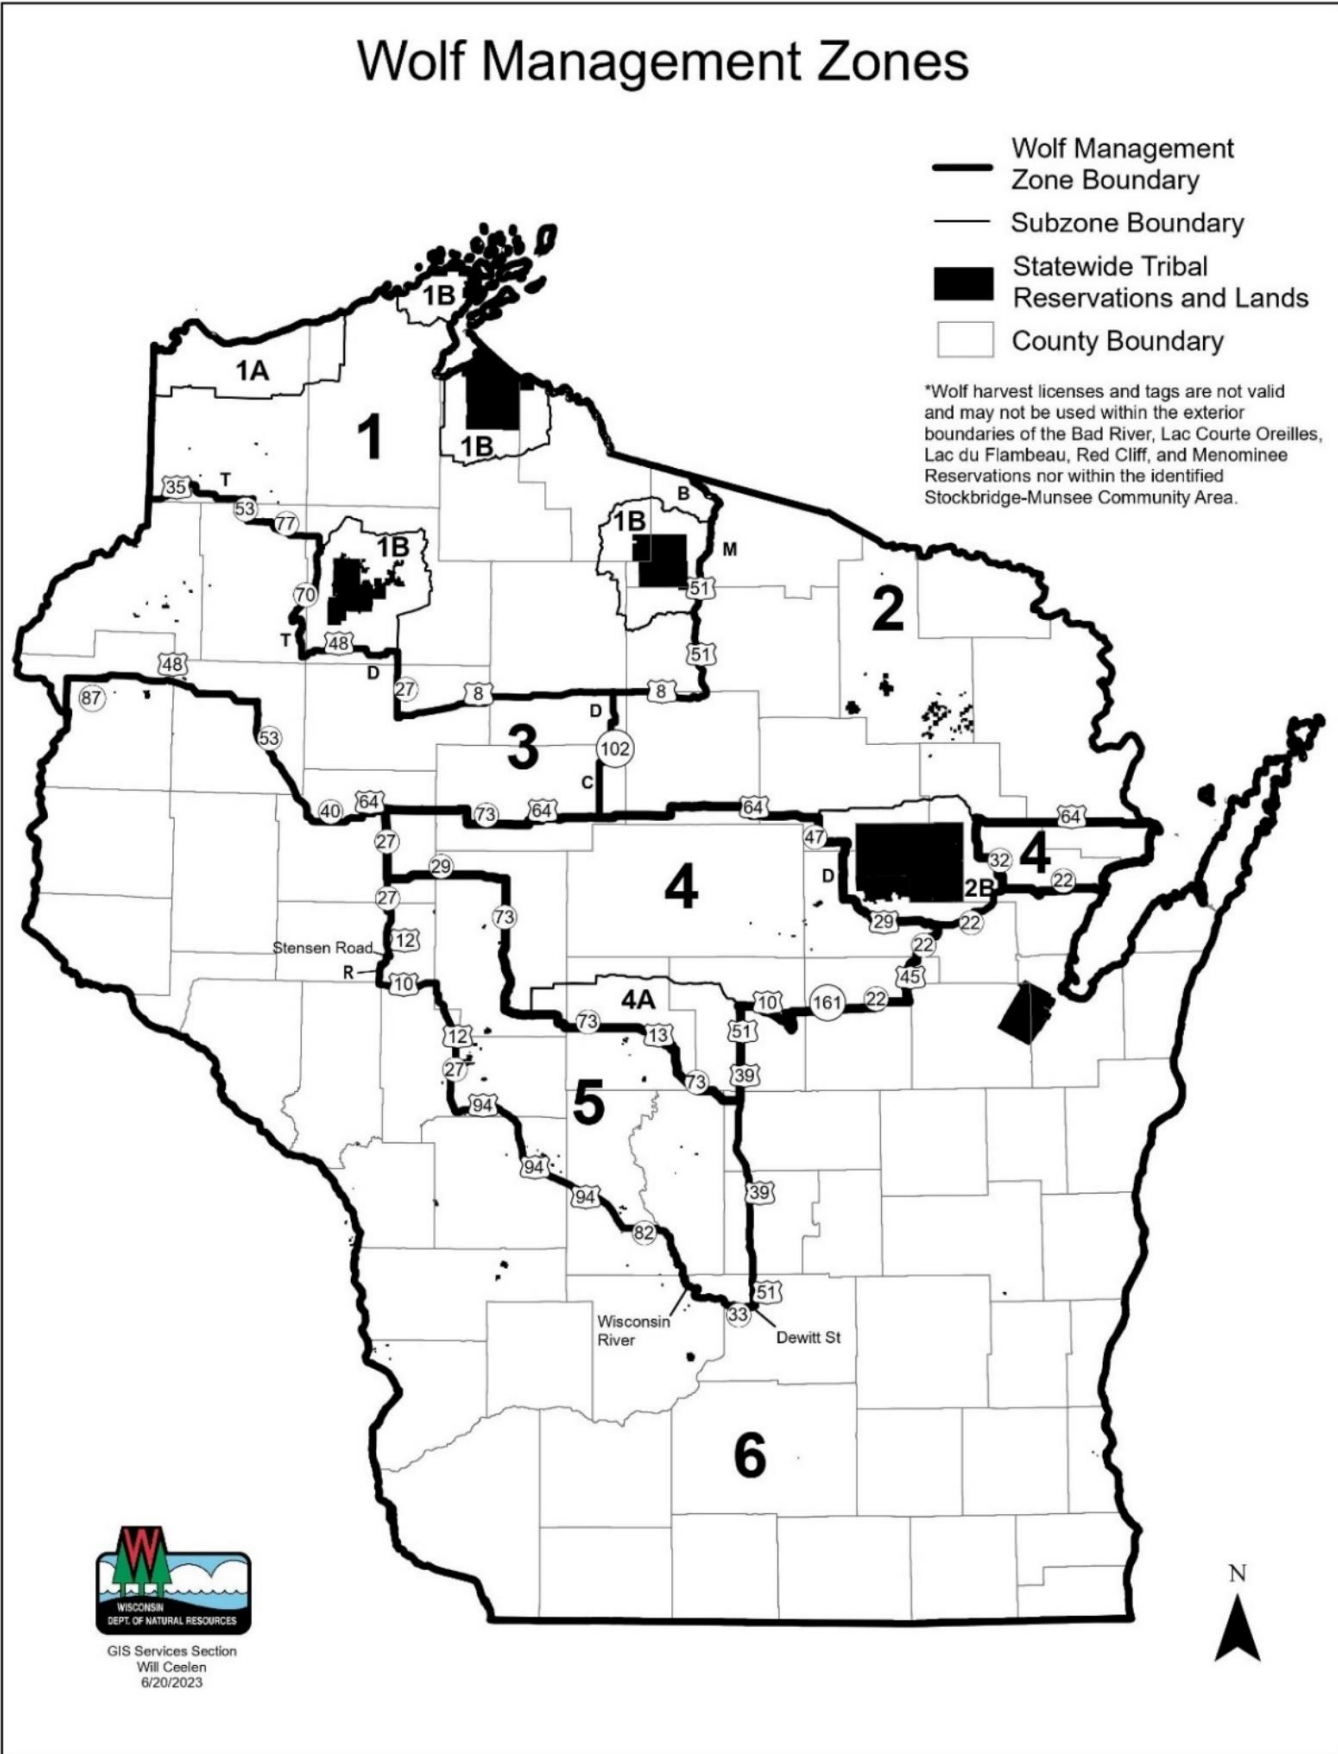 Wolf Management Zones
Wolf Management
Zone Boundary
Subzone Boundary
Statewide Tribal
Reservations and Lands
County Boundary
*Wolf harvest licenses and tags are not valid
and may not be used within the exterior
boundaries of the Bad River, Lac Courte Oreilles,
Lac du Flambeau, Red Cliff, and Menominee
Reservations nor within the identified
Stockbridge-Munsee Community Area.
1B
1A
1
1B
35
T
53
77
B
1B
M
1B
51
70
2
T
48
51
48
D
87
27
8
8
D
53
3
102
C
40
64
73
64
64
64
27
47
32
4
29
D
22
27
4
2B
73
29
22
12
22
Stensen Road
R
10
45
4A
10
161
22
73
13
51
12
27
73
39
5
94
94
94
39
82
51
Wisconsin
River
33
Dewitt St
6
W
WISCONSIN
DEPT. OF NATURAL RESOURCES
GIS Services Section
Will Ceelen
6/20/2023
N